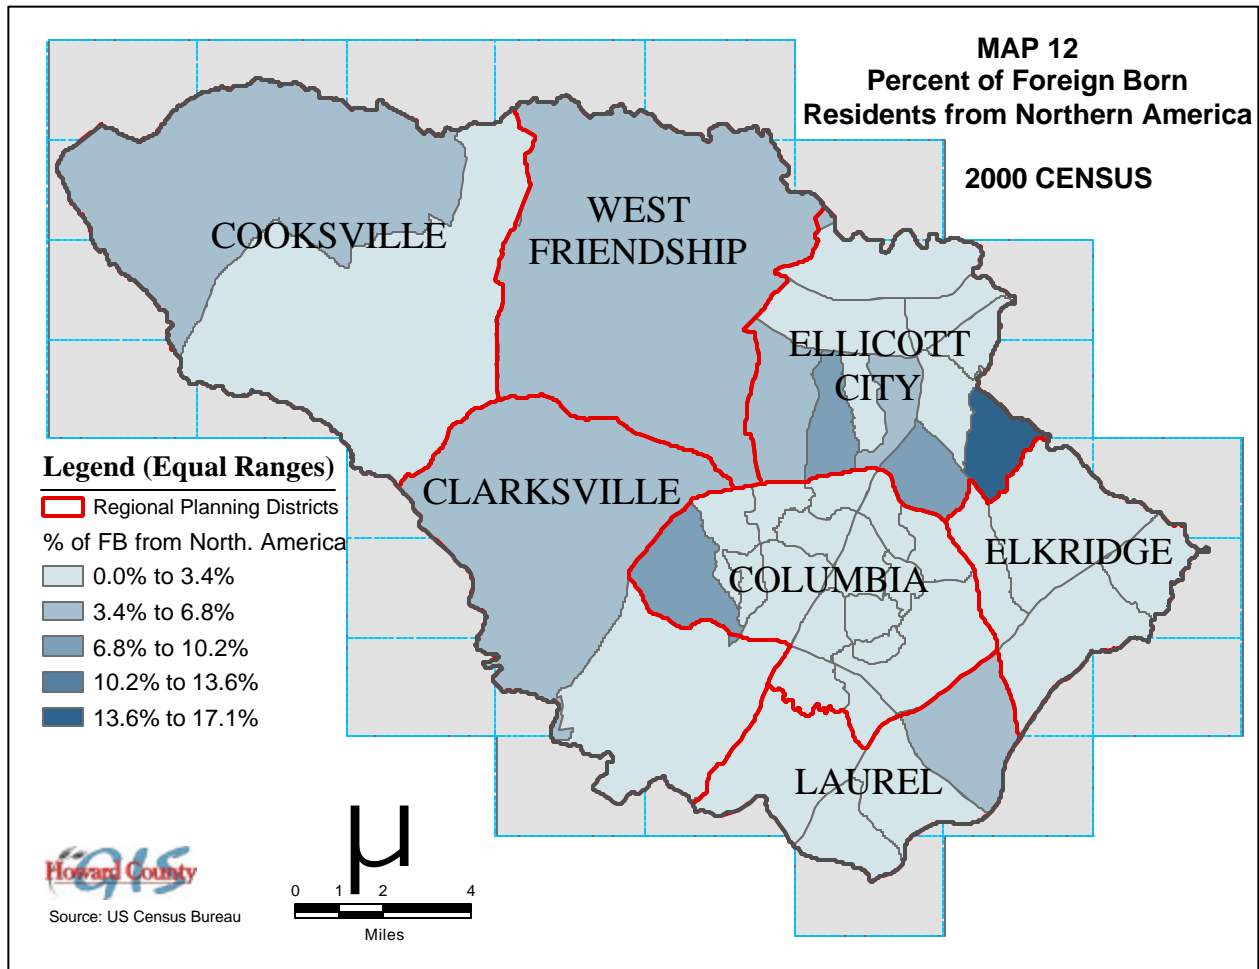 MAP 12
Percent of Foreign Born
Residents from Northern America
2000 CENSUS
COOKSVILLE
WEST
FRIENDSHIP
ELLICOTT
CITY
CLARKSVILLE
COLUMBIA
ELKRIDGE
LAUREL
Legend (Equal Ranges)
Regional Planning Districts
% of FB from North. America
0.0% to 3.4%
3.4% to 6.8%
6.8% to 10.2%
10.2% to 13.6%
13.6% to 17.1%
µ
Howard County
GIS
Source: US Census Bureau
0 1 2 4
Miles